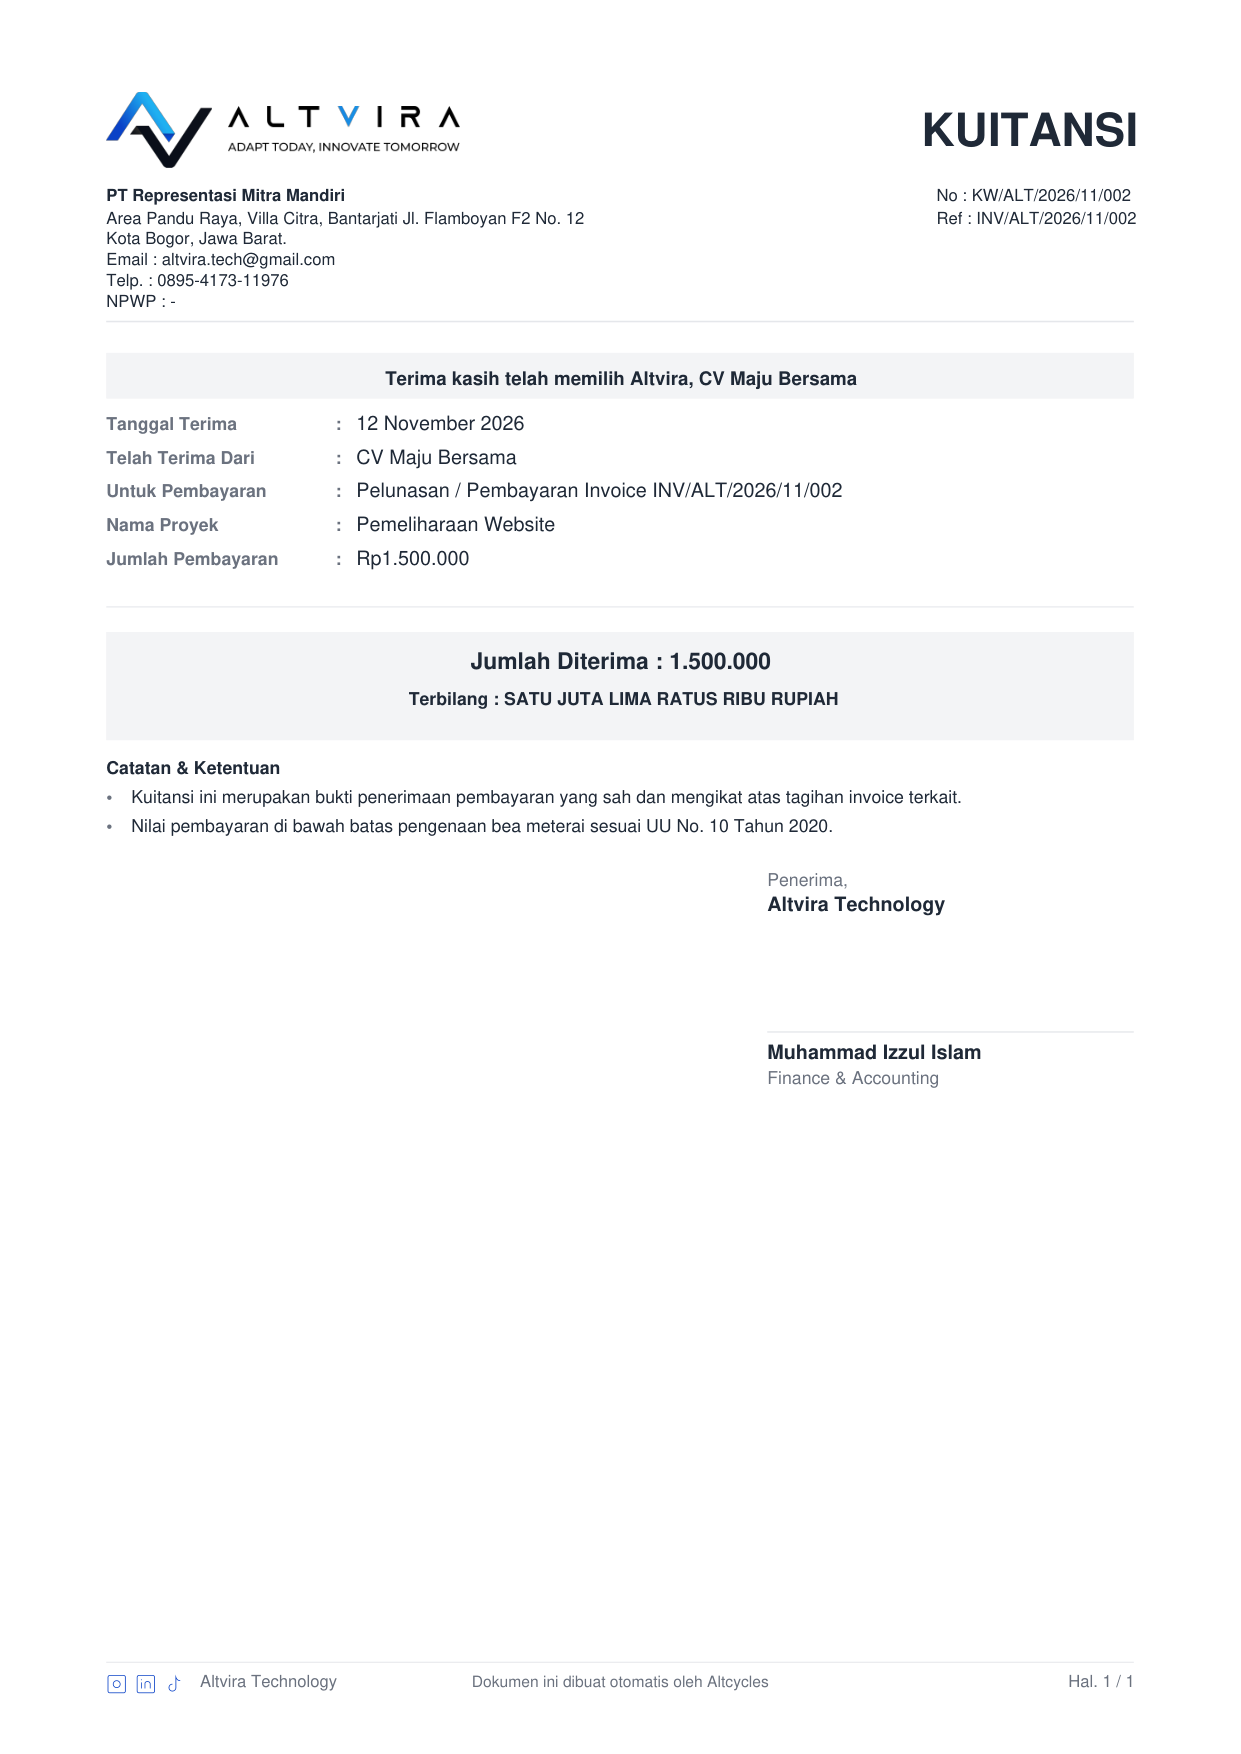 ALTVIRA
ADAPT TODAY, INNOVATE TOMORROW
KUITANSI
PT Representasi Mitra Mandiri
Area Pandu Raya, Villa Citra, Bantarjati Jl. Flamboyan F2 No. 12
Kota Bogor, Jawa Barat.
Email : altvira.tech@gmail.com
Telp. : 0895-4173-11976
NPWP : -
No : KW/ALT/2026/11/002
Ref : INV/ALT/2026/11/002
Terima kasih telah memilih Altvira, CV Maju Bersama
Tanggal Terima : 12 November 2026
Telah Terima Dari : CV Maju Bersama
Untuk Pembayaran : Pelunasan / Pembayaran Invoice INV/ALT/2026/11/002
Nama Proyek : Pemeliharaan Website
Jumlah Pembayaran : Rp1.500.000
Jumlah Diterima : 1.500.000
Terbilang : SATU JUTA LIMA RATUS RIBU RUPIAH
Catatan & Ketentuan
• Kuitansi ini merupakan bukti penerimaan pembayaran yang sah dan mengikat atas tagihan invoice terkait.
• Nilai pembayaran di bawah batas pengenaan bea meterai sesuai UU No. 10 Tahun 2020.
Penerima,
Altvira Technology
Muhammad Izzul Islam
Finance & Accounting
Altvira Technology Dokumen ini dibuat otomatis oleh Altcycles Hal. 1 / 1